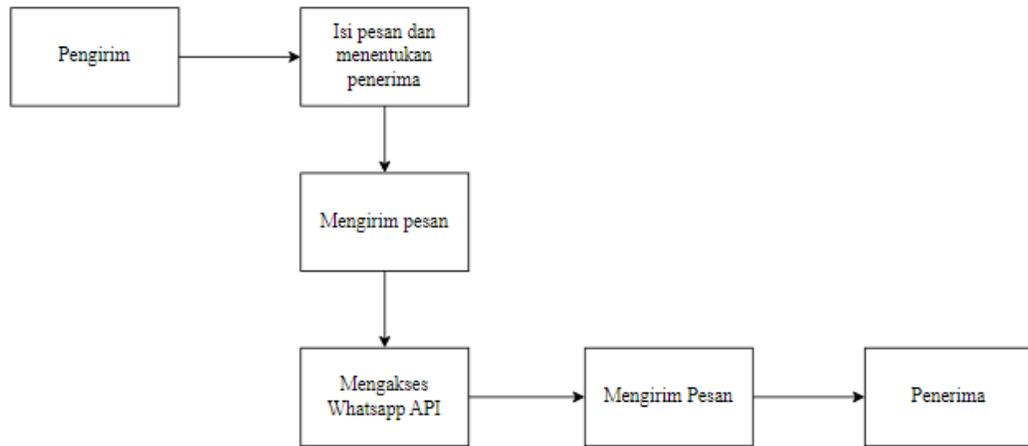 Pengirim
Isi pesan dan
menentukan
penerima
Mengirim pesan
Mengakses
Whatsapp API
Mengirim Pesan
Penerima